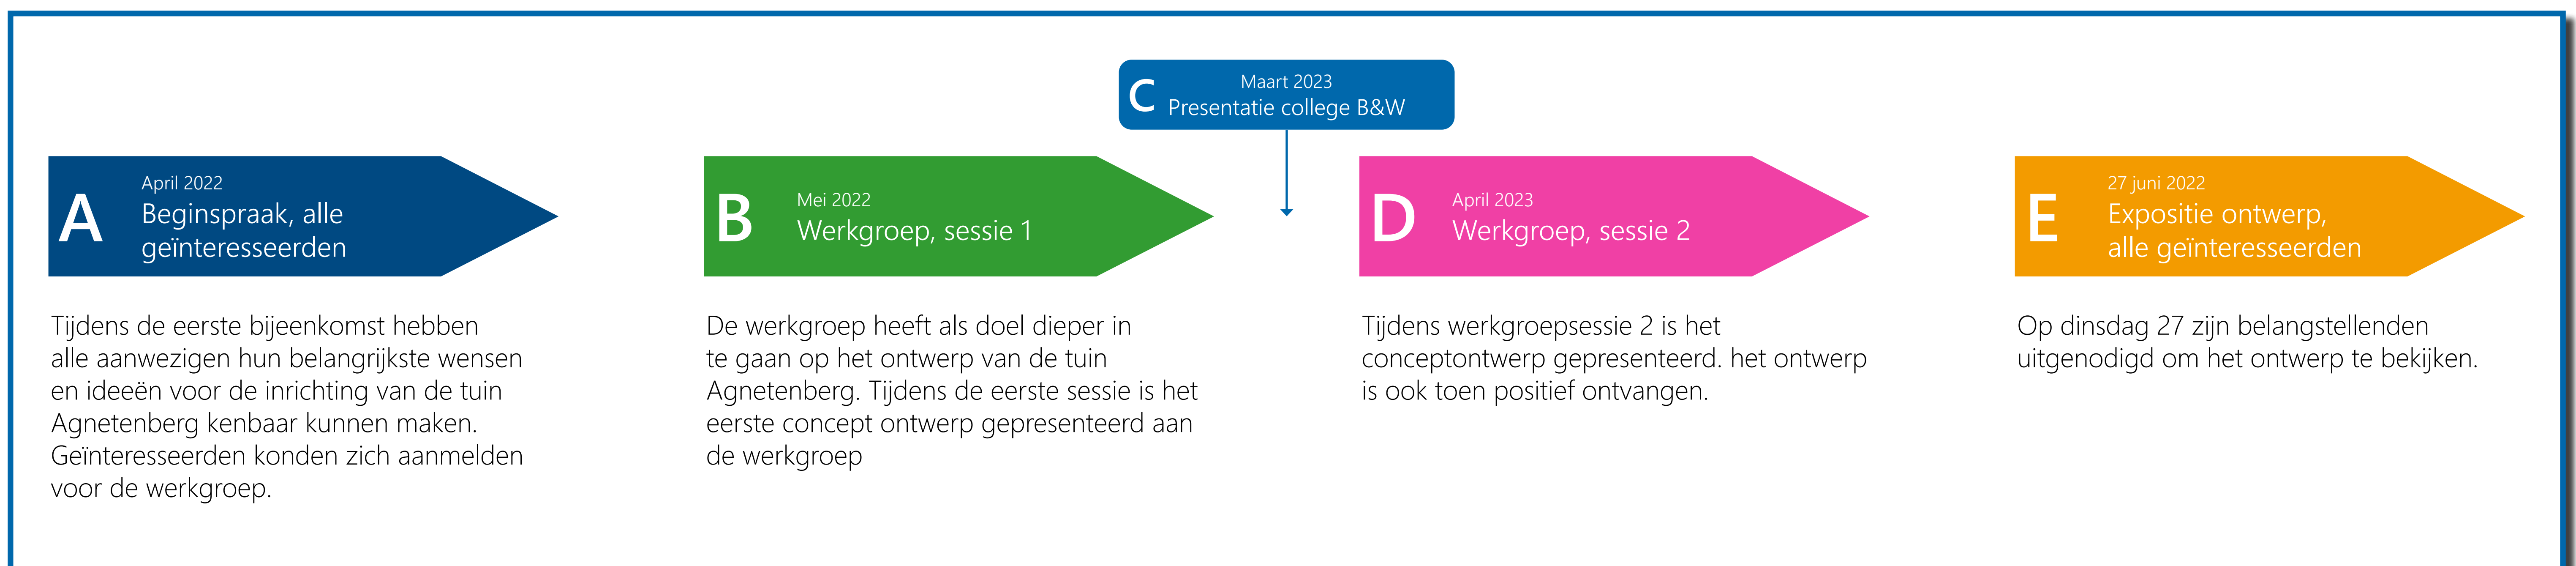 A
April 2022
Beginspraak, alle
geïnteresseerden
Tijdens de eerste bijeenkomst hebben
alle aanwezigen hun belangrijkste wensen
en ideeën voor de inrichting van de tuin
Agnetenberg kenbaar kunnen maken.
Geïnteresseerden konden zich aanmelden
voor de werkgroep.
B
Mei 2022
Werkgroep, sessie 1
De werkgroep heeft als doel dieper in
te gaan op het ontwerp van de tuin
Agnetenberg. Tijdens de eerste sessie is het
eerste concept ontwerp gepresenteerd aan
de werkgroep
C
Maart 2023
Presentatie college B&W
D
April 2023
Werkgroep, sessie 2
Tijdens werkgroepsessie 2 is het
conceptontwerp gepresenteerd. het ontwerp
is ook toen positief ontvangen.
E
27 juni 2022
Expositie ontwerp,
alle geïnteresseerden
Op dinsdag 27 zijn belangstellenden
uitgenodigd om het ontwerp te bekijken.